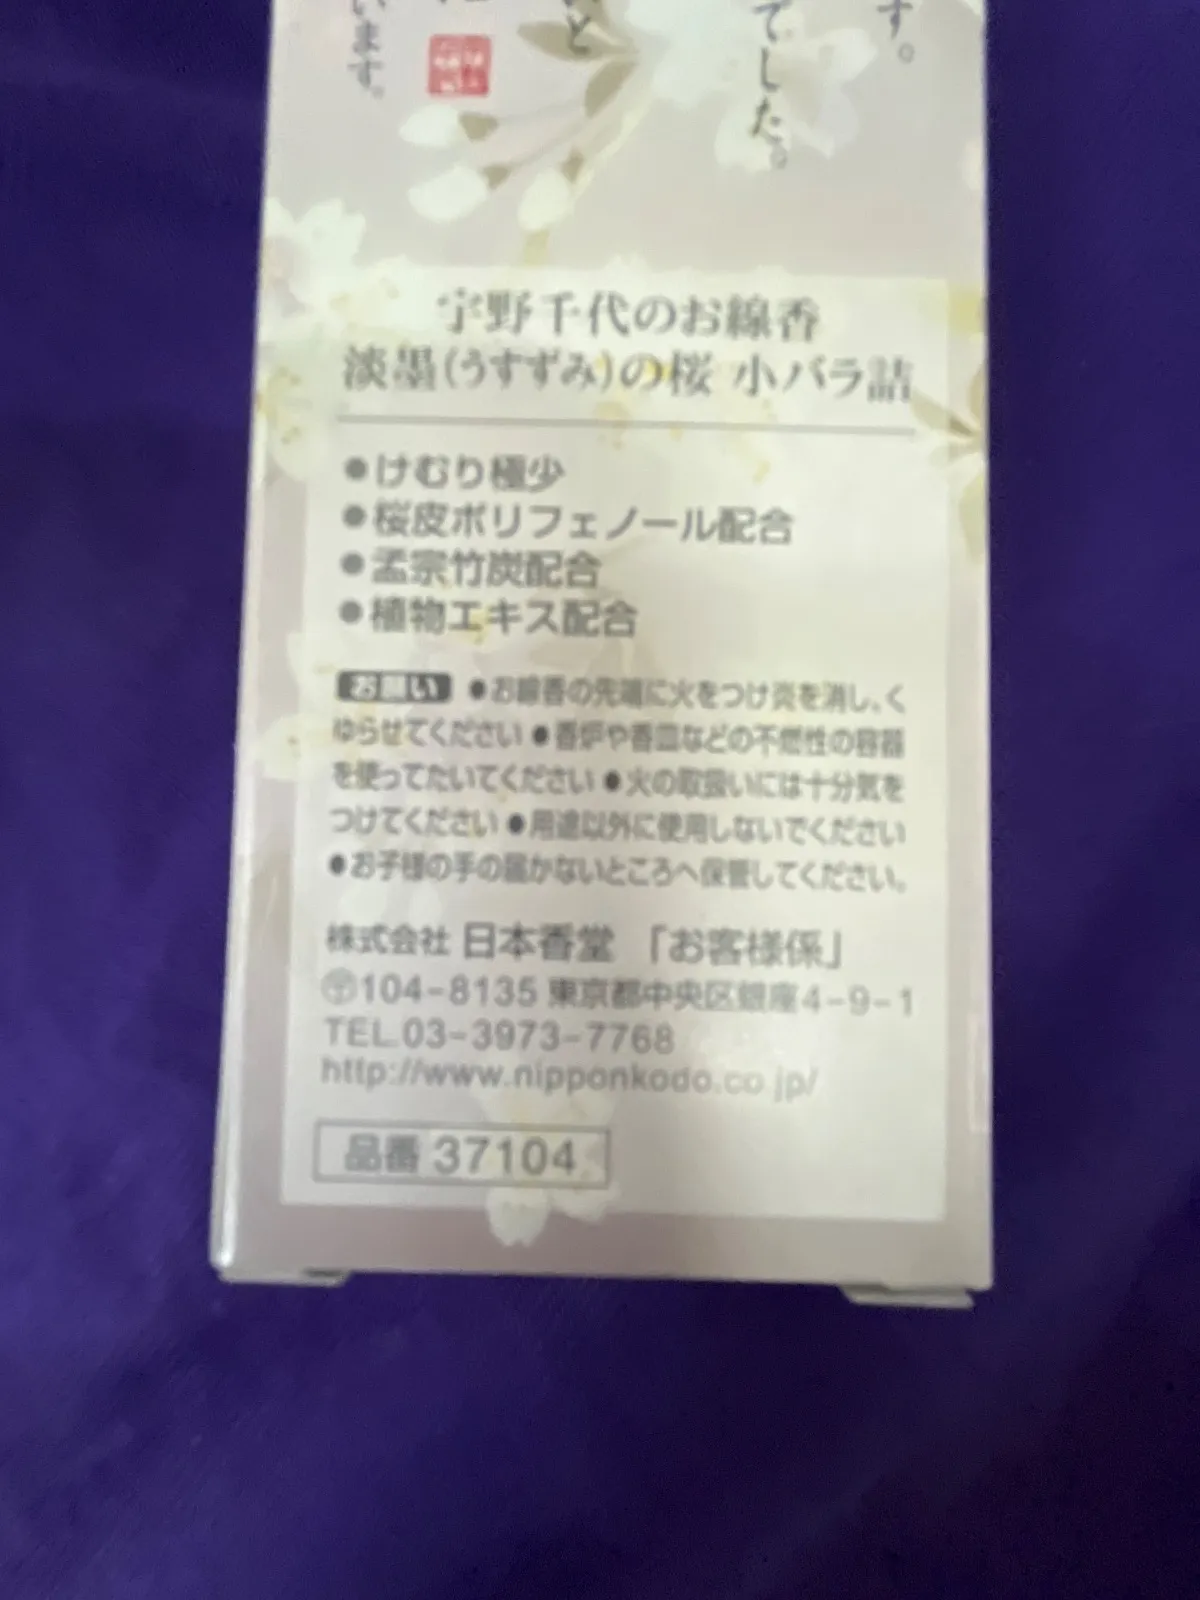 す。
てした。
いと
います。
宇野千代のお線香
淡墨(うすずみ)の桜 小バラ詰
●けむり極少
●桜皮ポリフェノール配合
●孟宗竹炭配合
●植物エキス配合
お願い ●お線香の先端に火をつけ炎を消し、く
ゆらせてください ●香炉や香皿などの不燃性の容器
を使ってたいてください ●火の取扱いには十分気を
つけてください ●用途以外に使用しないでください
●お子様の手の届かないところへ保管してください。
株式会社 日本香堂 「お客様係」
〒104-8135 東京都中央区銀座4-9-1
TEL.03-3973-7768
http://www.nipponkodo.co.jp/
品番 37104